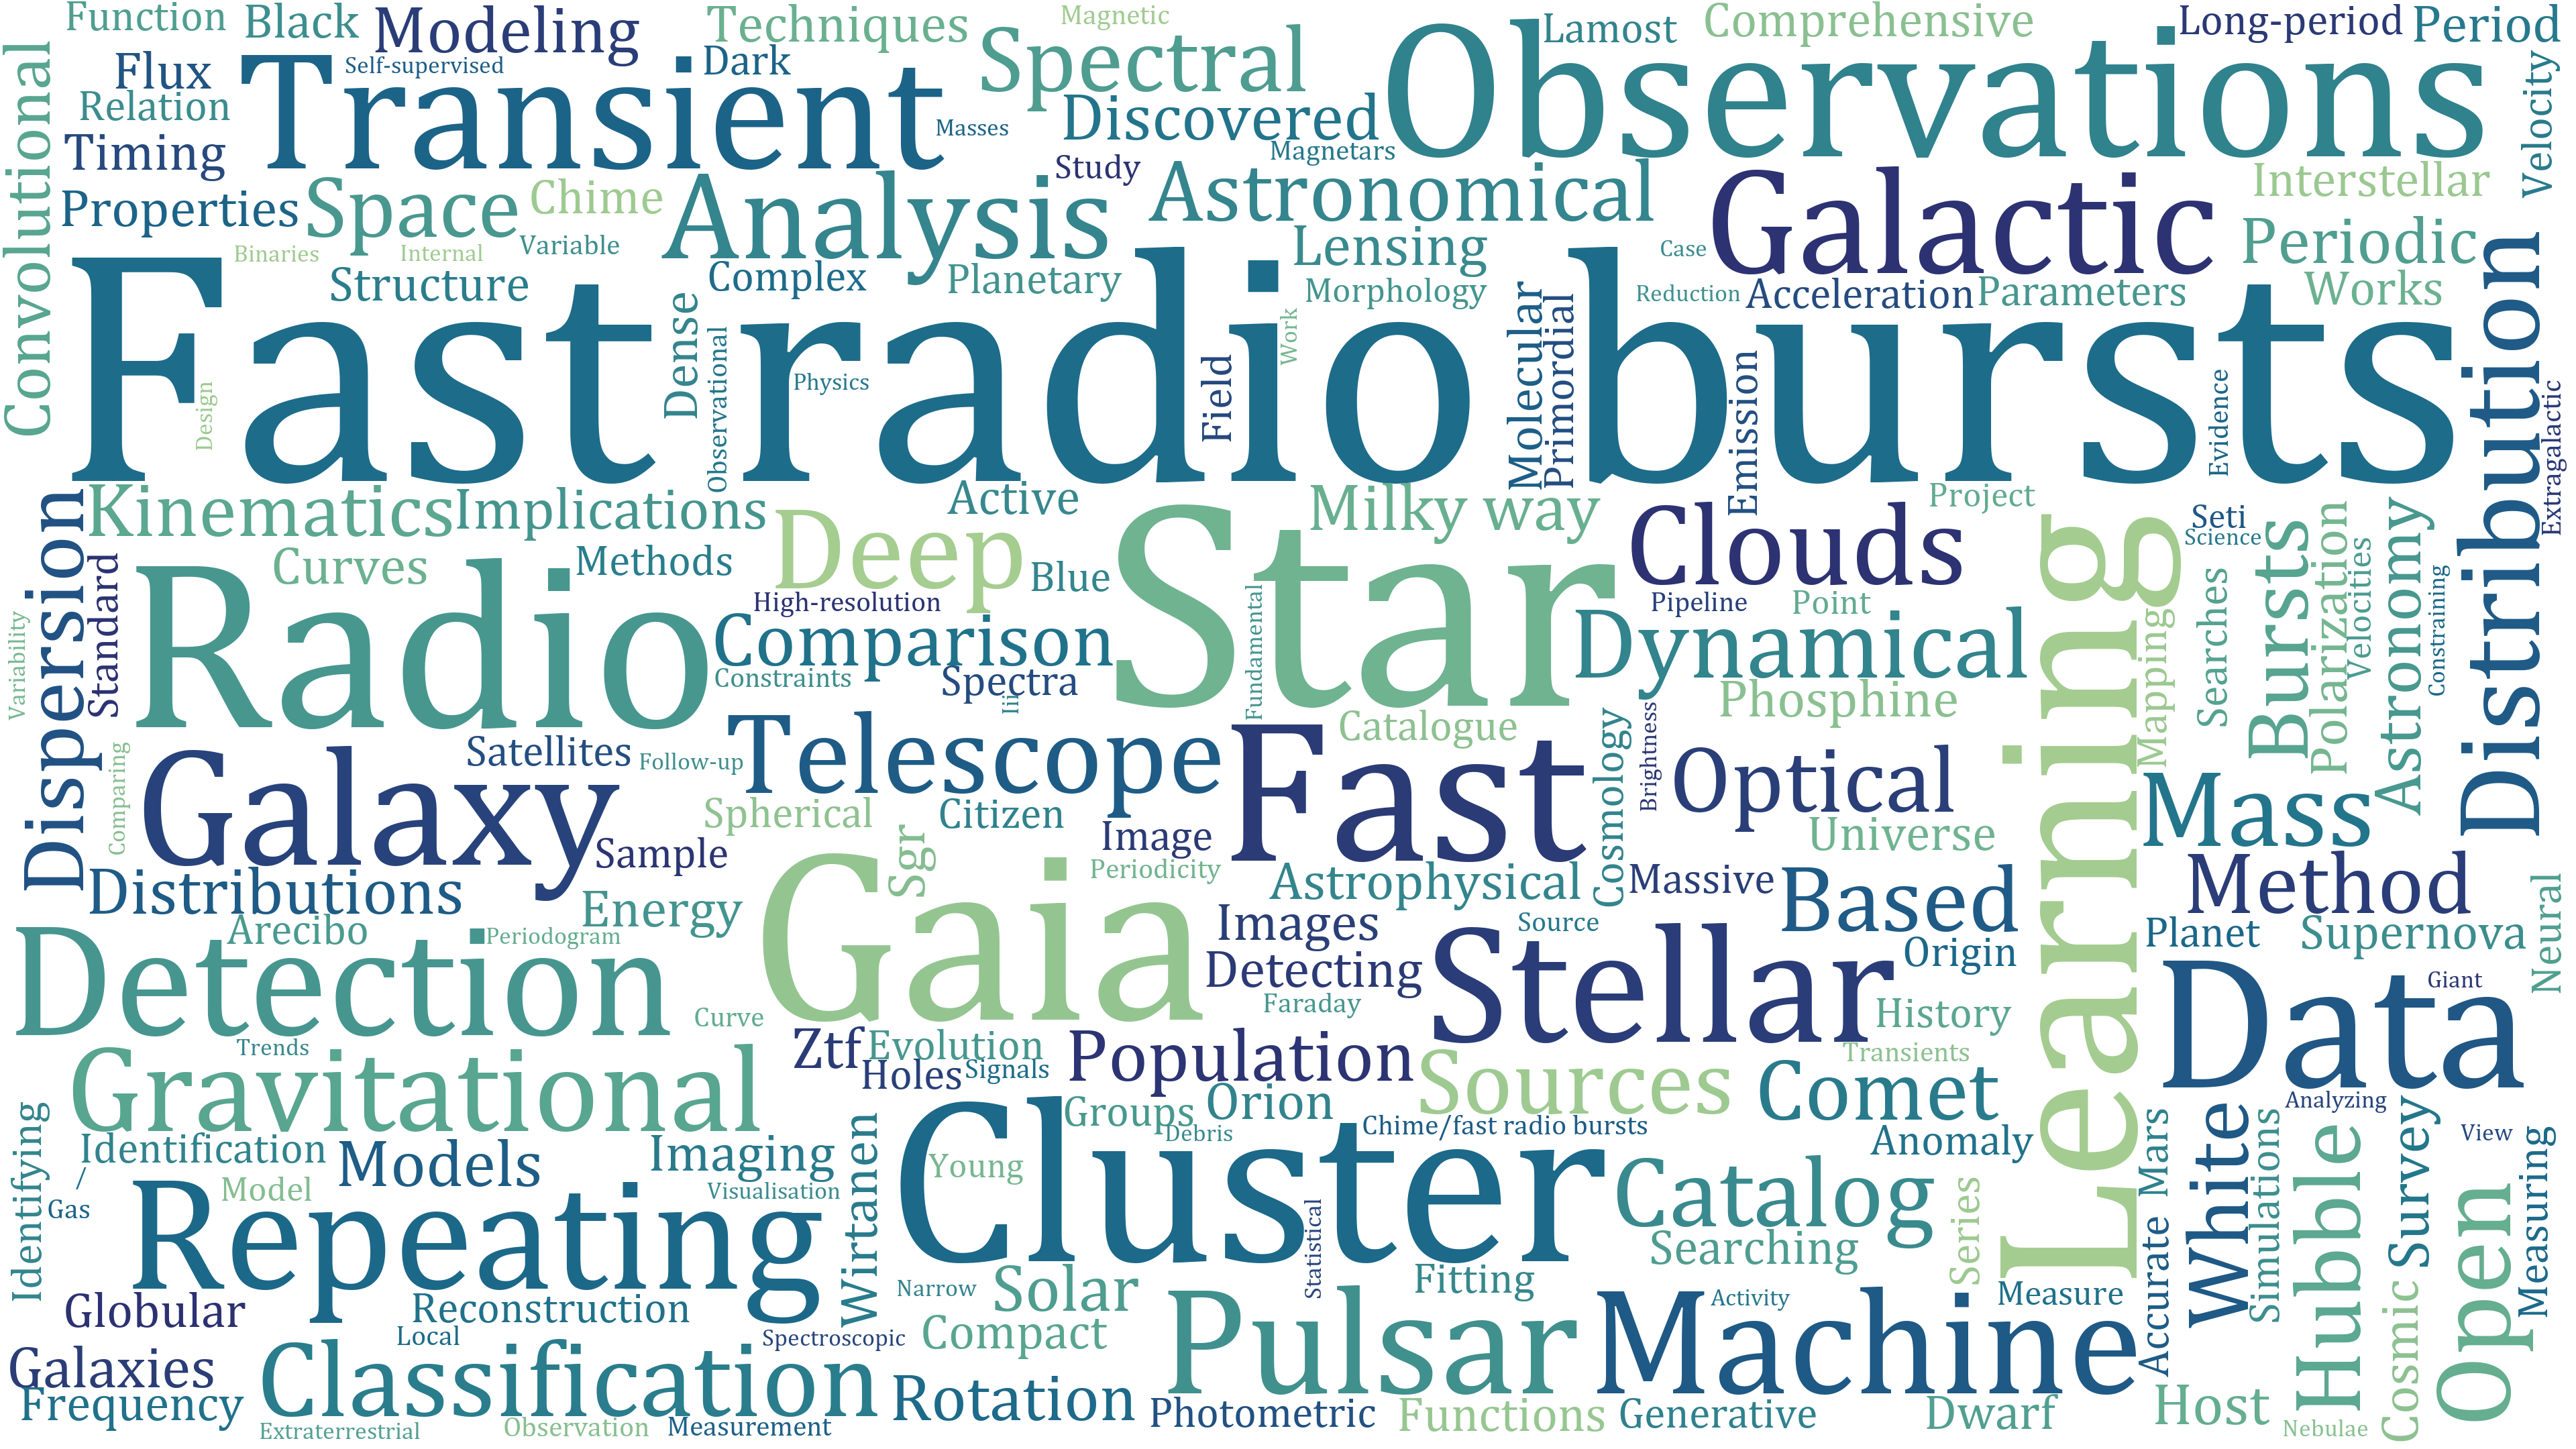 Function
Black
Modeling
Techniques
Magnetic
Spectral
Observations
Lamost
Comprehensive
Long-period
Period
Convolutional
Flux
Self-supervised
Transient
Dark
Discovered
Velocity
Relation
Timing
Masses
Study
Magnetars
Astronomical
Galactic
Interstellar
Properties
Space
Chime
Analysis
Binaries
Internal
Variable
Lensing
Case
Periodic
Structure
Complex
Planetary
Morphology
Reduction
Acceleration
Parameters
Works
Distribution
Fast radio bursts
Design
Dense
Observational
Physics
Field
Work
Molecular
Primordial
Emission
Evidence
Extragalactic
Dispersion
Kinematics
Implications
Active
Star
Milky way
Clouds
Project
Seti
Science
Standard
Curves
Methods
Deep
Blue
High-resolution
Fundamental
Pipeline
Point
Learning
Mapping
Searches
Bursts
Polarization
Velocities
Astronomy
Constraining
Variability
Radio
Comparison
Constraints
Spectra
Iii
Dynamical
Phosphine
Comparing
Galaxy
Satellites
Follow-up
Telescope
Catalogue
Fast
Cosmology
Brightness
Optical
Mass
Spherical
Citizen
Image
Universe
Sample
Sgr
Periodicity
Astrophysical
Massive
Based
Method
Distributions
Energy
Gaia
Images
Source
Arecibo
Periodogram
Detection
Detecting
Stellar
Origin
Planet
Supernova
Neural
Curve
Faraday
History
Data
Giant
Trends
Ztf
Evolution
Holes
Signals
Population
Sources
Transients
Gravitational
Comet
Analyzing
Identifying
Groups
Orion
Debris
Chime/fast radio bursts
Anomaly
Mars
White
Simulations
Hubble
Survey
View
Identification
/
Gas
Models
Model
Imaging
Visualisation
Wirtanen
Young
Cluster
Statistical
Catalog
Searching
Series
Accurate
Open
Measuring
Repeating
Narrow
Solar
Fitting
Activity
Measure
Globular
Reconstruction
Local
Spectroscopic
Compact
Pulsar
Machine
Cosmic
Galaxies
Frequency
Classification
Rotation
Photometric
Functions
Generative
Dwarf
Host
Extraterrestrial
Observation
Measurement
Nebulae